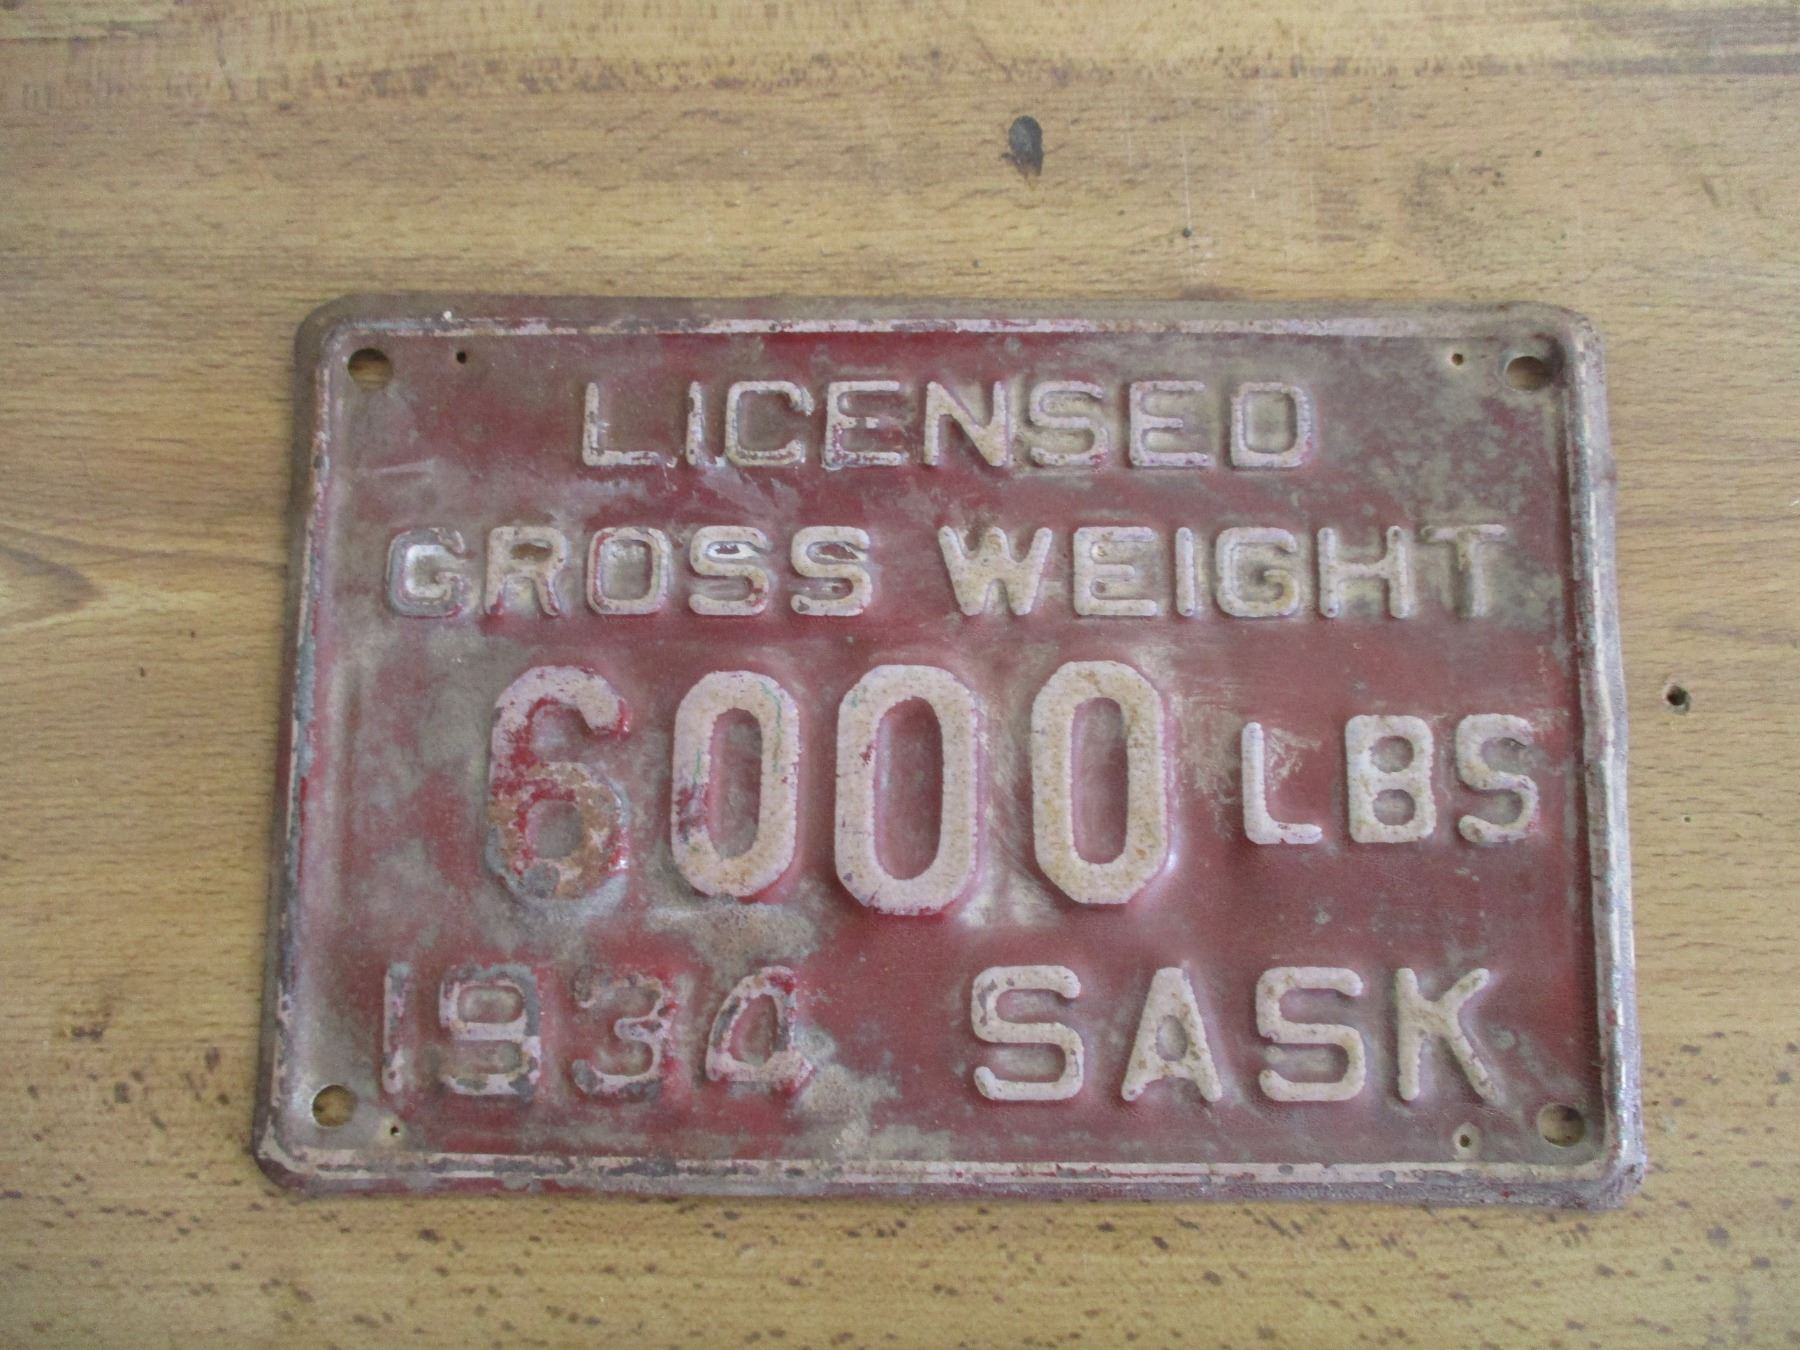 LICENSED
GROSS WEIGHT
6000 LBS
1934 SASK